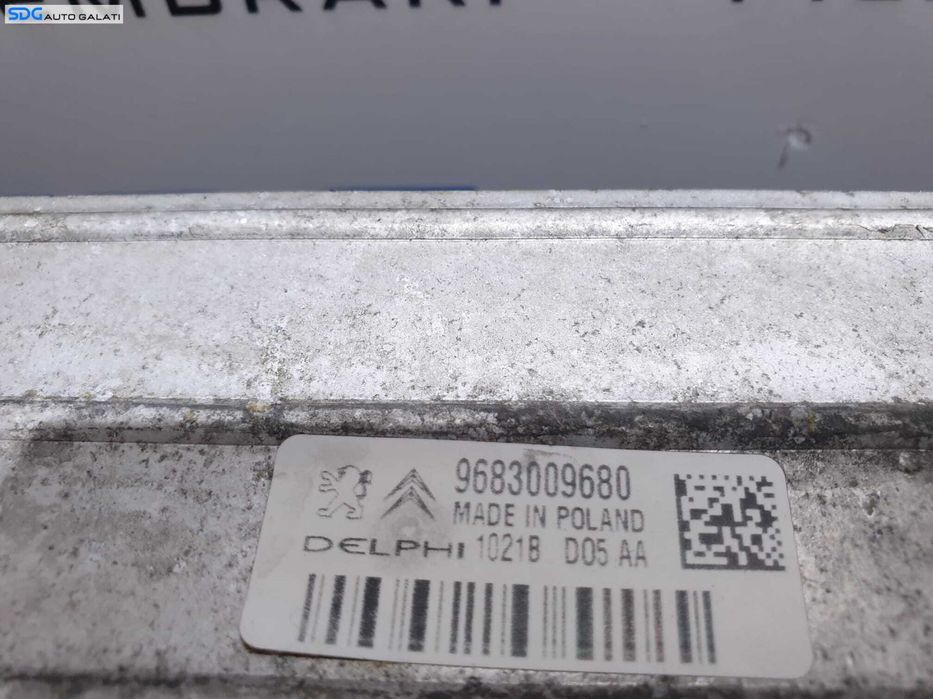 SDG AUTO GALATI
9683009680
MADE IN POLAND
DELPHI 1021B D05 AA